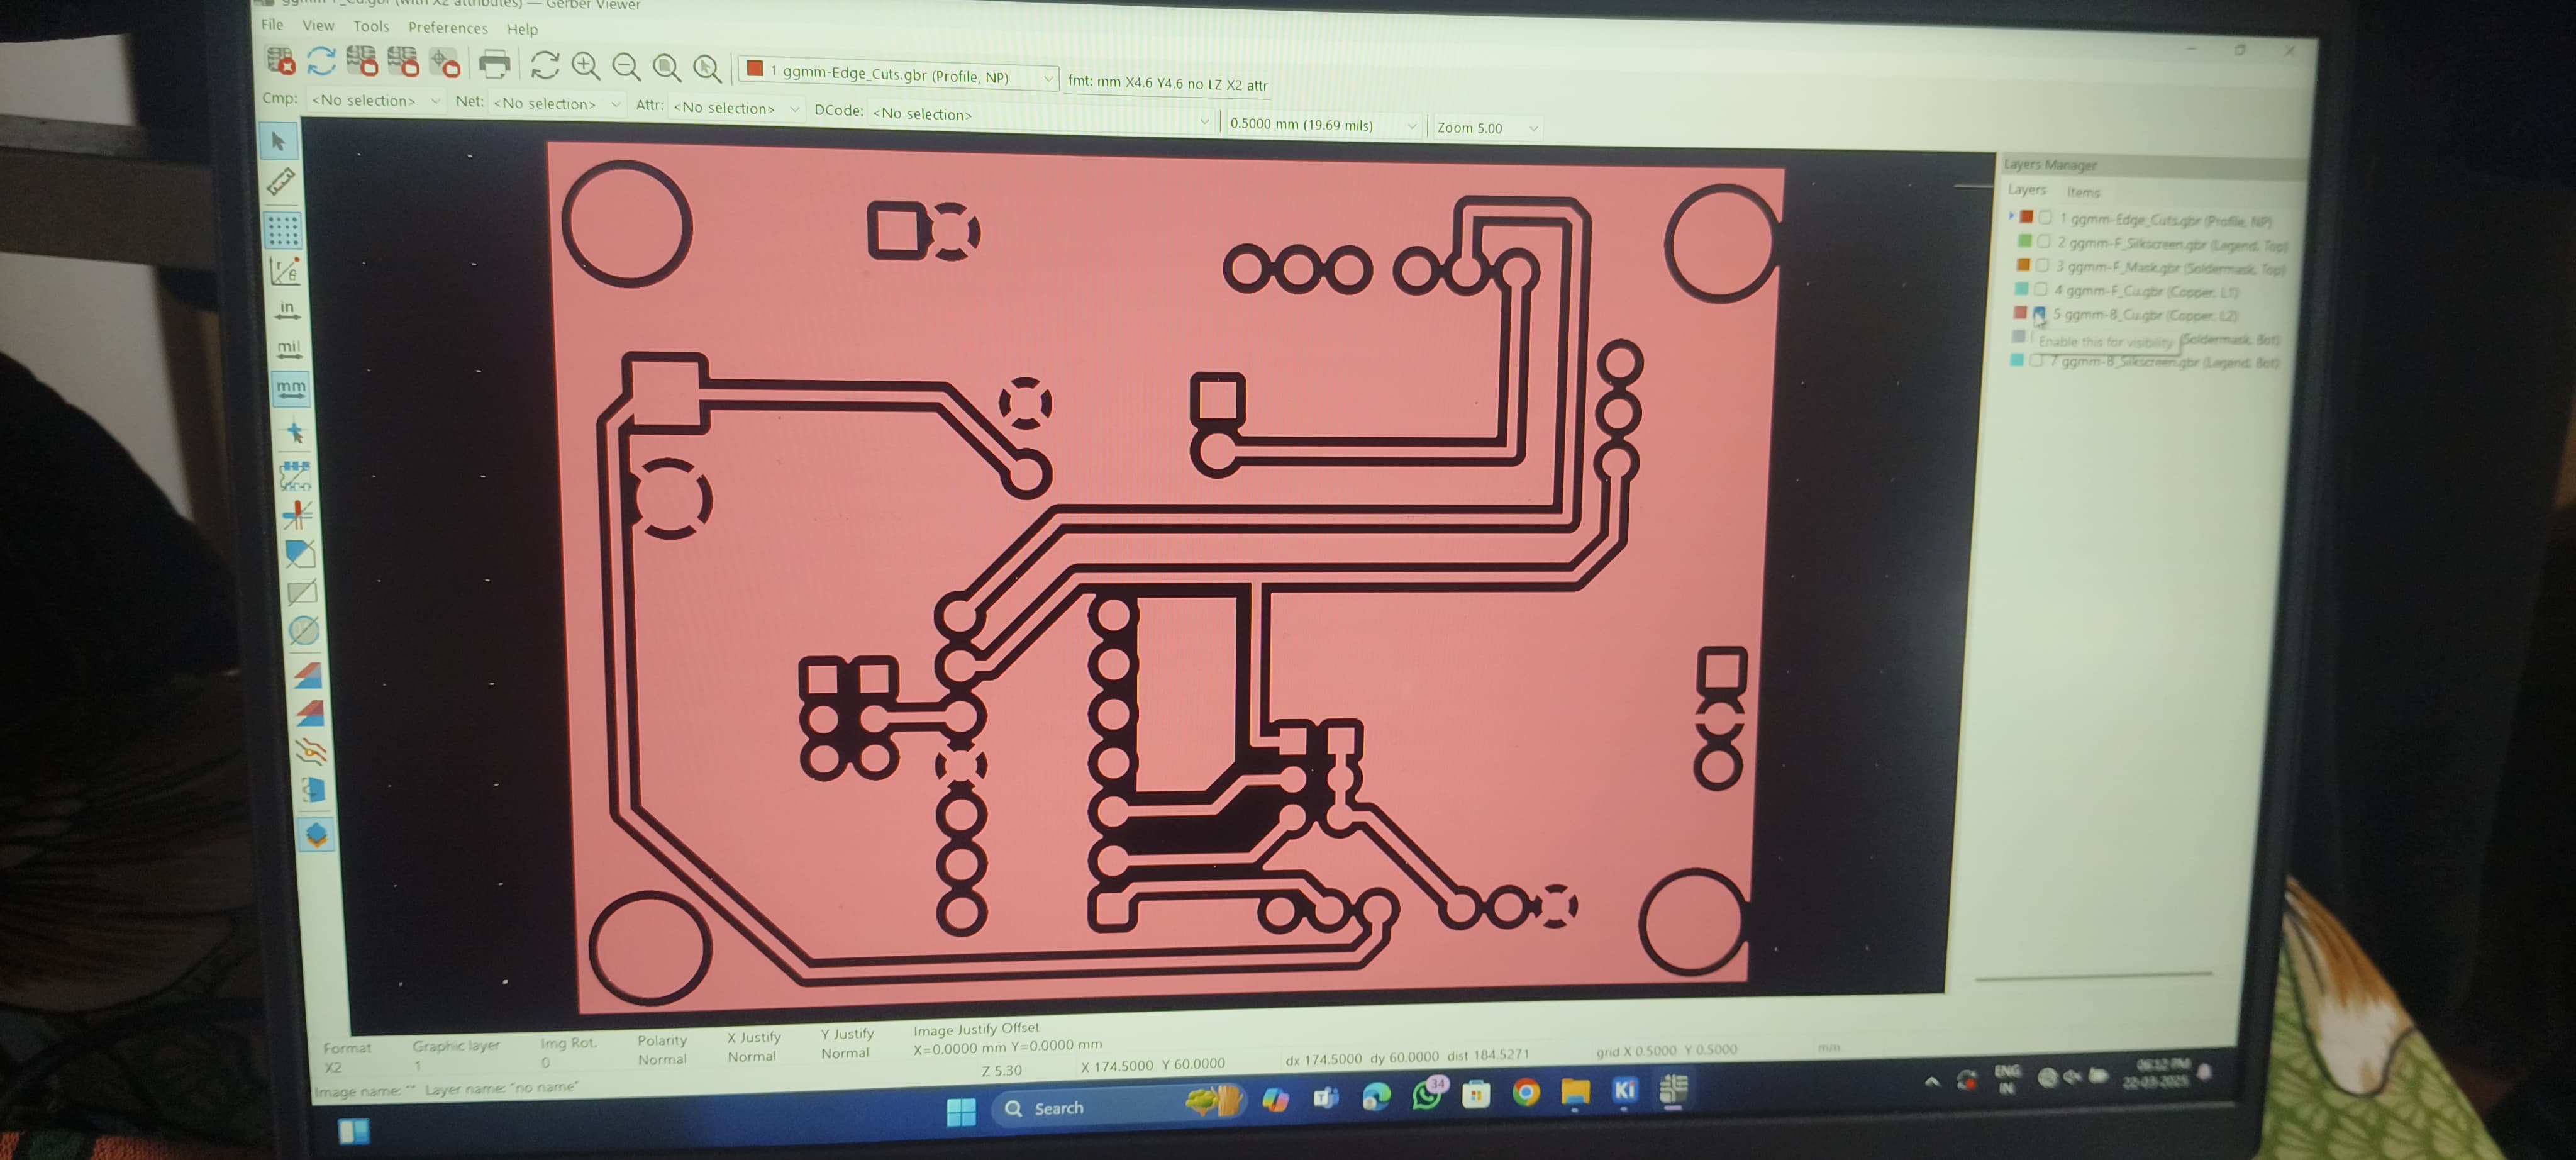 ggmm-F_Cu.gbr (with X2 attributes) — Gerber Viewer
File View Tools Preferences Help
1 ggmm-Edge_Cuts.gbr (Profile, NP) fmt: mm X4.6 Y4.6 no LZ X2 attr
Cmp: <No selection> Net: <No selection> Attr: <No selection> DCode: <No selection> 0.5000 mm (19.69 mils) Zoom 5.00
in
mil
mm
Layers Manager
Layers Items
1 ggmm-Edge_Cuts.gbr (Profile, NP)
2 ggmm-F_Silkscreen.gbr (Legend, Top)
3 ggmm-F_Mask.gbr (Soldermask, Top)
4 ggmm-F_Cu.gbr (Copper, L1)
5 ggmm-B_Cu.gbr (Copper, L2)
Enable this for visibility (Soldermask, Bot)
7 ggmm-B_Silkscreen.gbr (Legend, Bot)
Format Graphic layer Img Rot. Polarity X Justify Y Justify Image Justify Offset
X2 1 0 Normal Normal Normal X=0.0000 mm Y=0.0000 mm
Z 5.30 X 174.5000 Y 60.0000 dx 174.5000 dy 60.0000 dist 184.5271 grid X 0.5000 Y 0.5000 mm
Image name: "" Layer name: "no name"
Search 34 Ki ENG IN 06:12 PM 22-03-2025